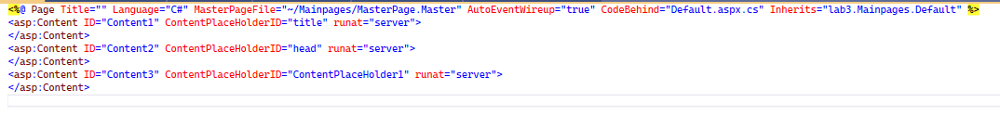 <%@ Page Title="" Language="C#" MasterPageFile="~/Mainpages/MasterPage.Master" AutoEventWireup="true" CodeBehind="Default.aspx.cs" Inherits="lab3.Mainpages.Default" %>
<asp:Content ID="Content1" ContentPlaceHolderID="title" runat="server">
</asp:Content>
<asp:Content ID="Content2" ContentPlaceHolderID="head" runat="server">
</asp:Content>
<asp:Content ID="Content3" ContentPlaceHolderID="ContentPlaceHolder1" runat="server">
</asp:Content>